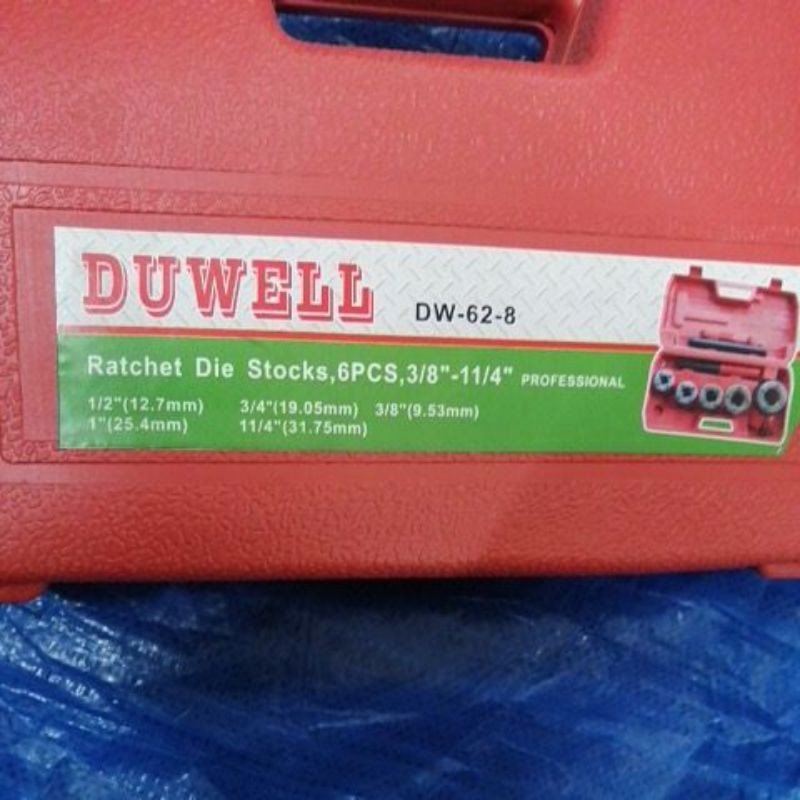 DUWELL DW-62-8
Ratchet Die Stocks,6PCS,3/8"-11/4" PROFESSIONAL
1/2"(12.7mm) 3/4"(19.05mm) 3/8"(9.53mm)
1"(25.4mm) 11/4"(31.75mm)